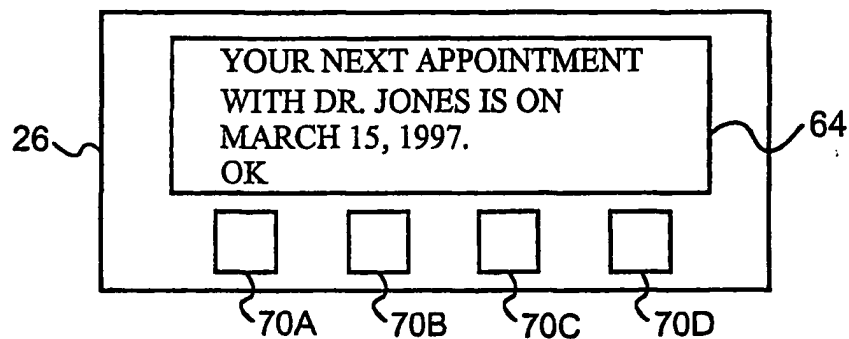 YOUR NEXT APPOINTMENT
WITH DR. JONES IS ON
MARCH 15, 1997.
OK
26
64
70A 70B 70C 70D